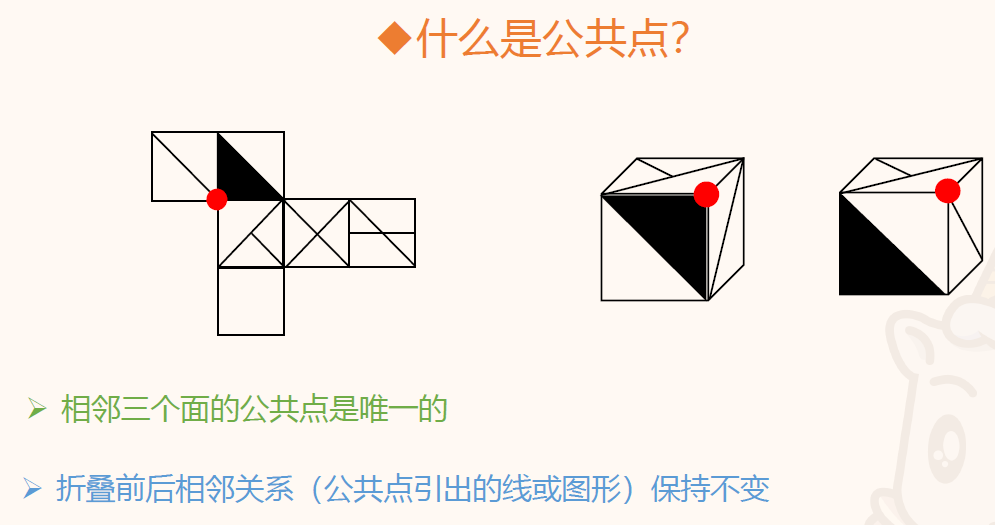 ◆什么是公共点?
➢ 相邻三个面的公共点是唯一的
➢ 折叠前后相邻关系（公共点引出的线或图形）保持不变